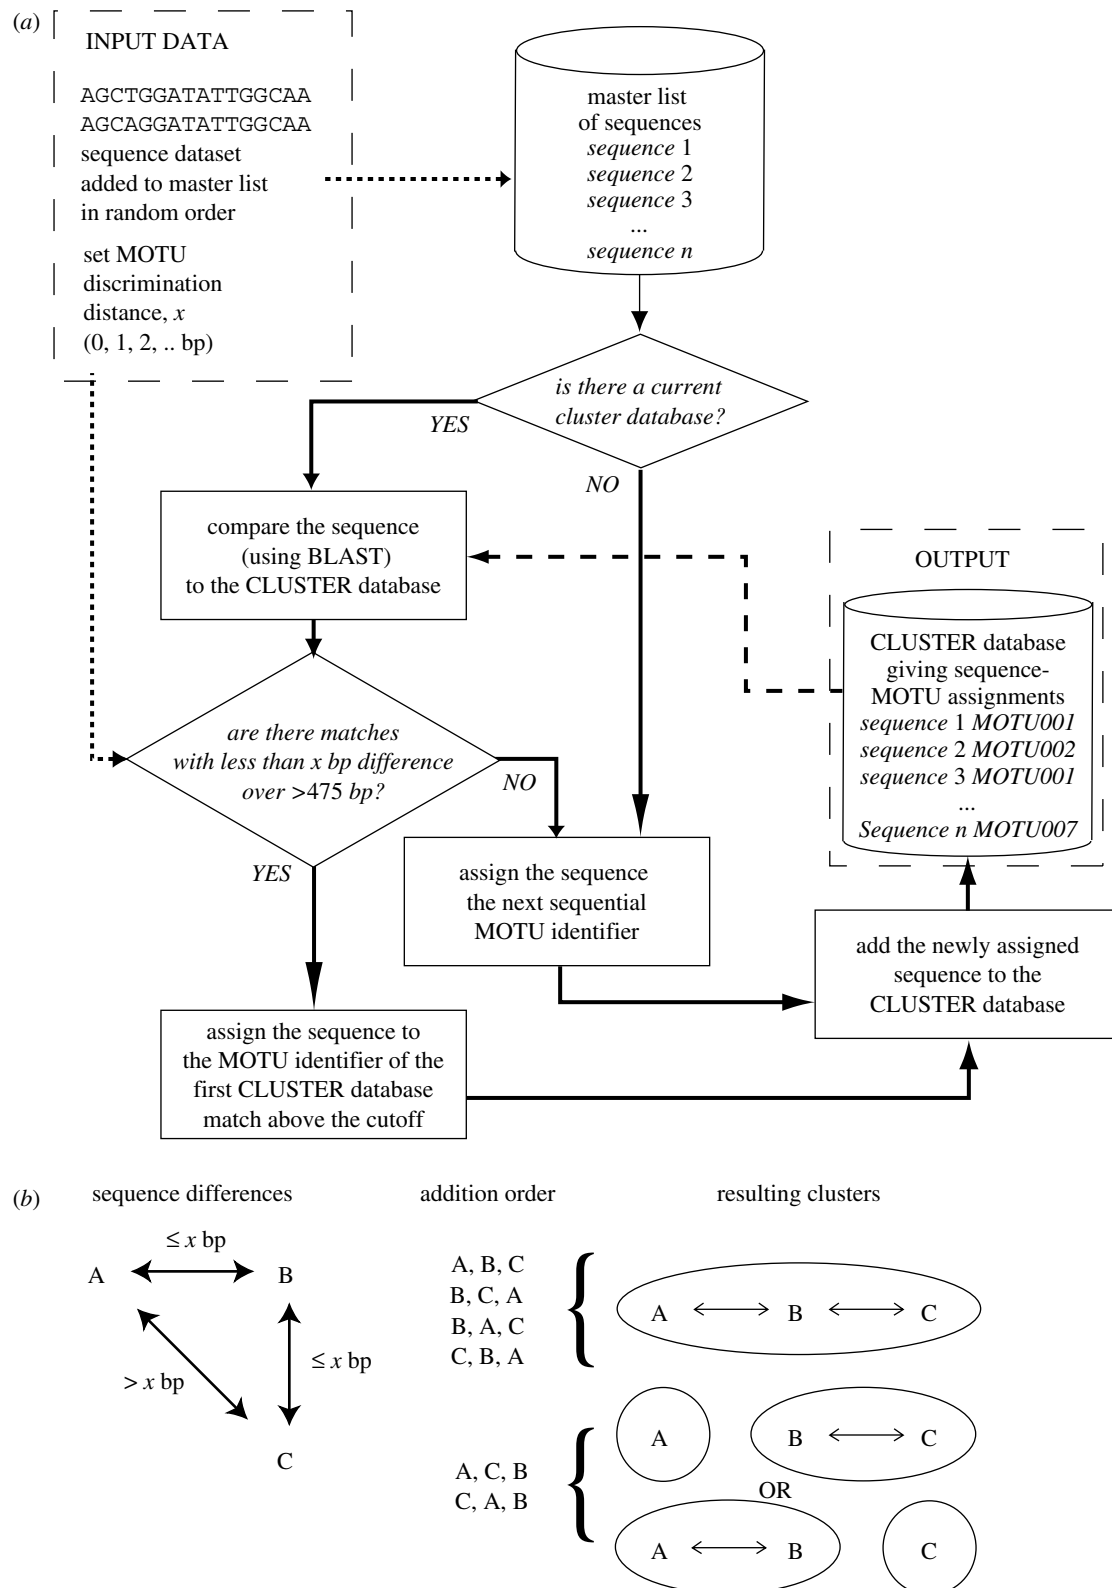 (a)
INPUT DATA
AGCTGGATATTGGCAA
AGCAGGATATTGGCAA
sequence dataset
added to master list
in random order
set MOTU
discrimination
distance, x
(0, 1, 2, .. bp)
master list
of sequences
sequence 1
sequence 2
sequence 3
...
sequence n
is there a current
cluster database?
YES
NO
compare the sequence
(using BLAST)
to the CLUSTER database
OUTPUT
CLUSTER database
giving sequence-
MOTU assignments
sequence 1 MOTU001
sequence 2 MOTU002
sequence 3 MOTU001
...
Sequence n MOTU007
are there matches
with less than x bp difference
over >475 bp?
NO
YES
assign the sequence
the next sequential
MOTU identifier
add the newly assigned
sequence to the
CLUSTER database
assign the sequence to
the MOTU identifier of the
first CLUSTER database
match above the cutoff
(b)
sequence differences
addition order
resulting clusters
≤ x bp
A
B
> x bp
≤ x bp
C
A, B, C
B, C, A
B, A, C
C, B, A
A B C
A, C, B
C, A, B
A B C
OR
A B C